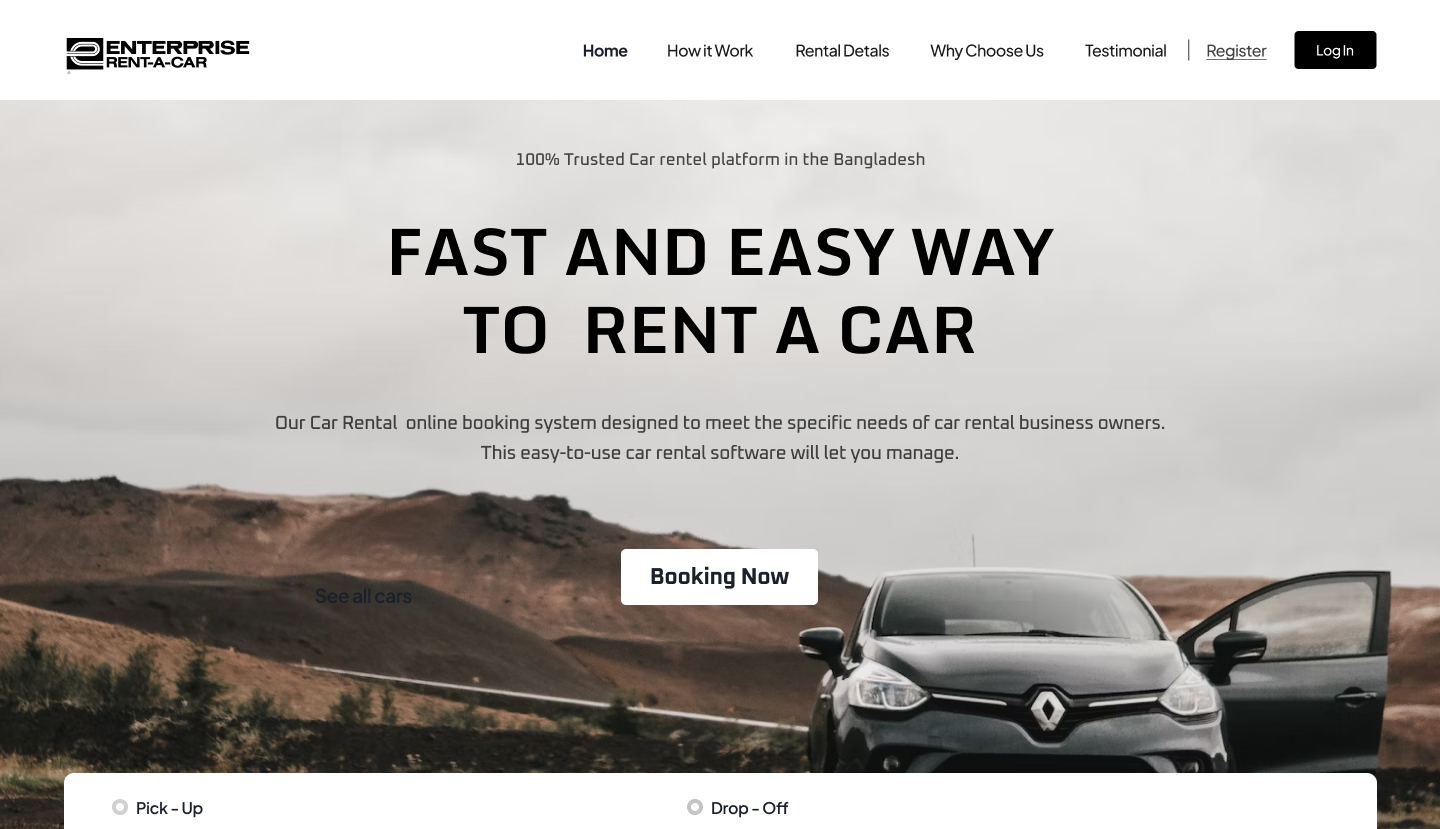 ENTERPRISE
RENT-A-CAR
Home
How it Work
Rental Detals
Why Choose Us
Testimonial
Register
Log In
100% Trusted Car rentel platform in the Bangladesh
FAST AND EASY WAY
TO RENT A CAR
Our Car Rental online booking system designed to meet the specific needs of car rental business owners.
This easy-to-use car rental software will let you manage.
Booking Now
See all cars
Pick - Up
Drop - Off